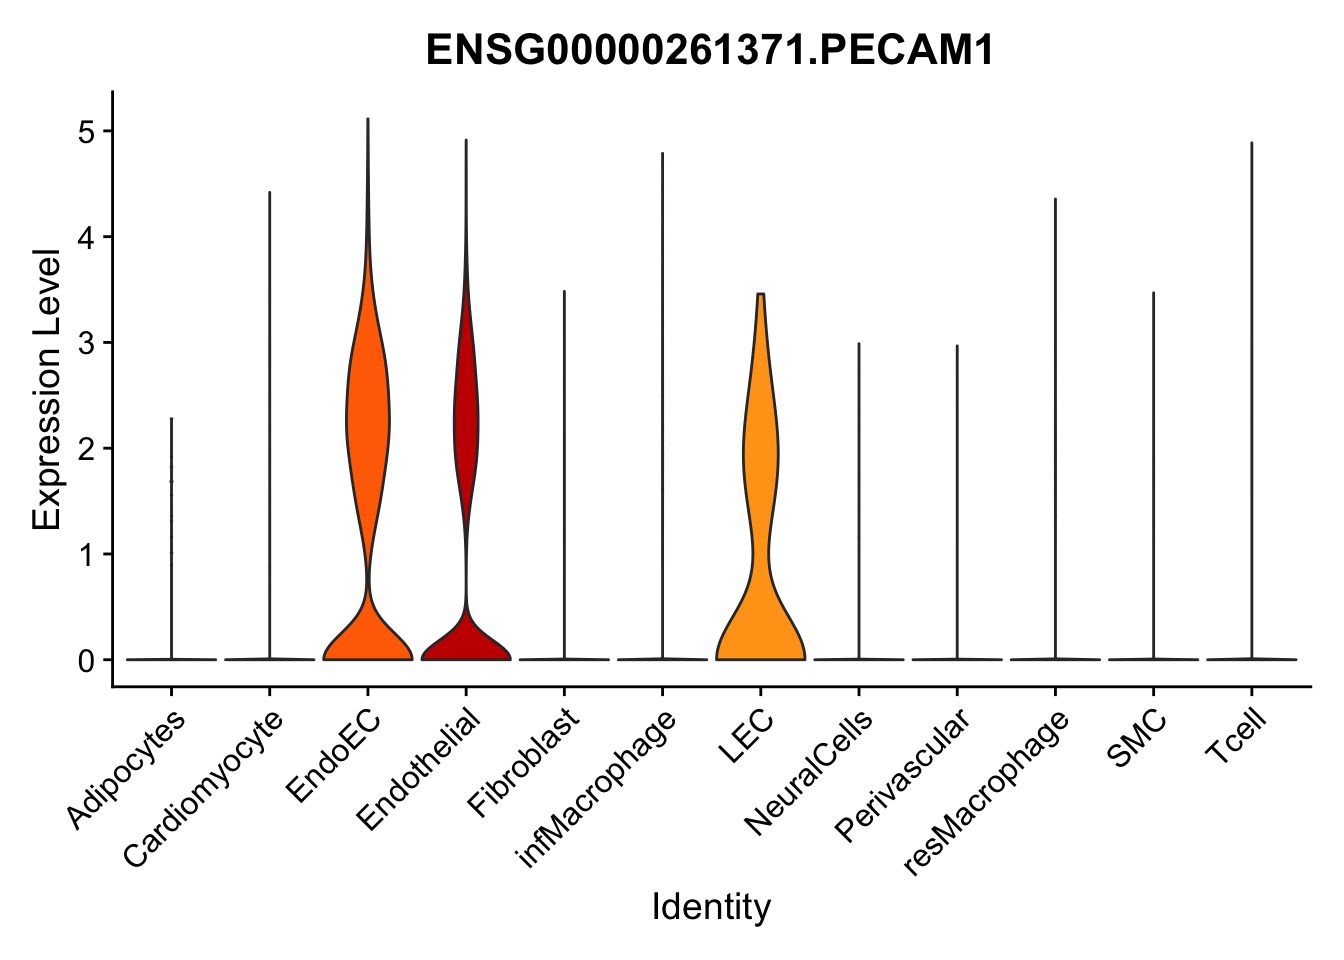 ENSG00000261371.PECAM1
Expression Level
5
4
3
2
1
0
Adipocytes
Cardiomyocyte
EndoEC
Endothelial
Fibroblast
infMacrophage
LEC
NeuralCells
Perivascular
resMacrophage
SMC
Tcell
Identity